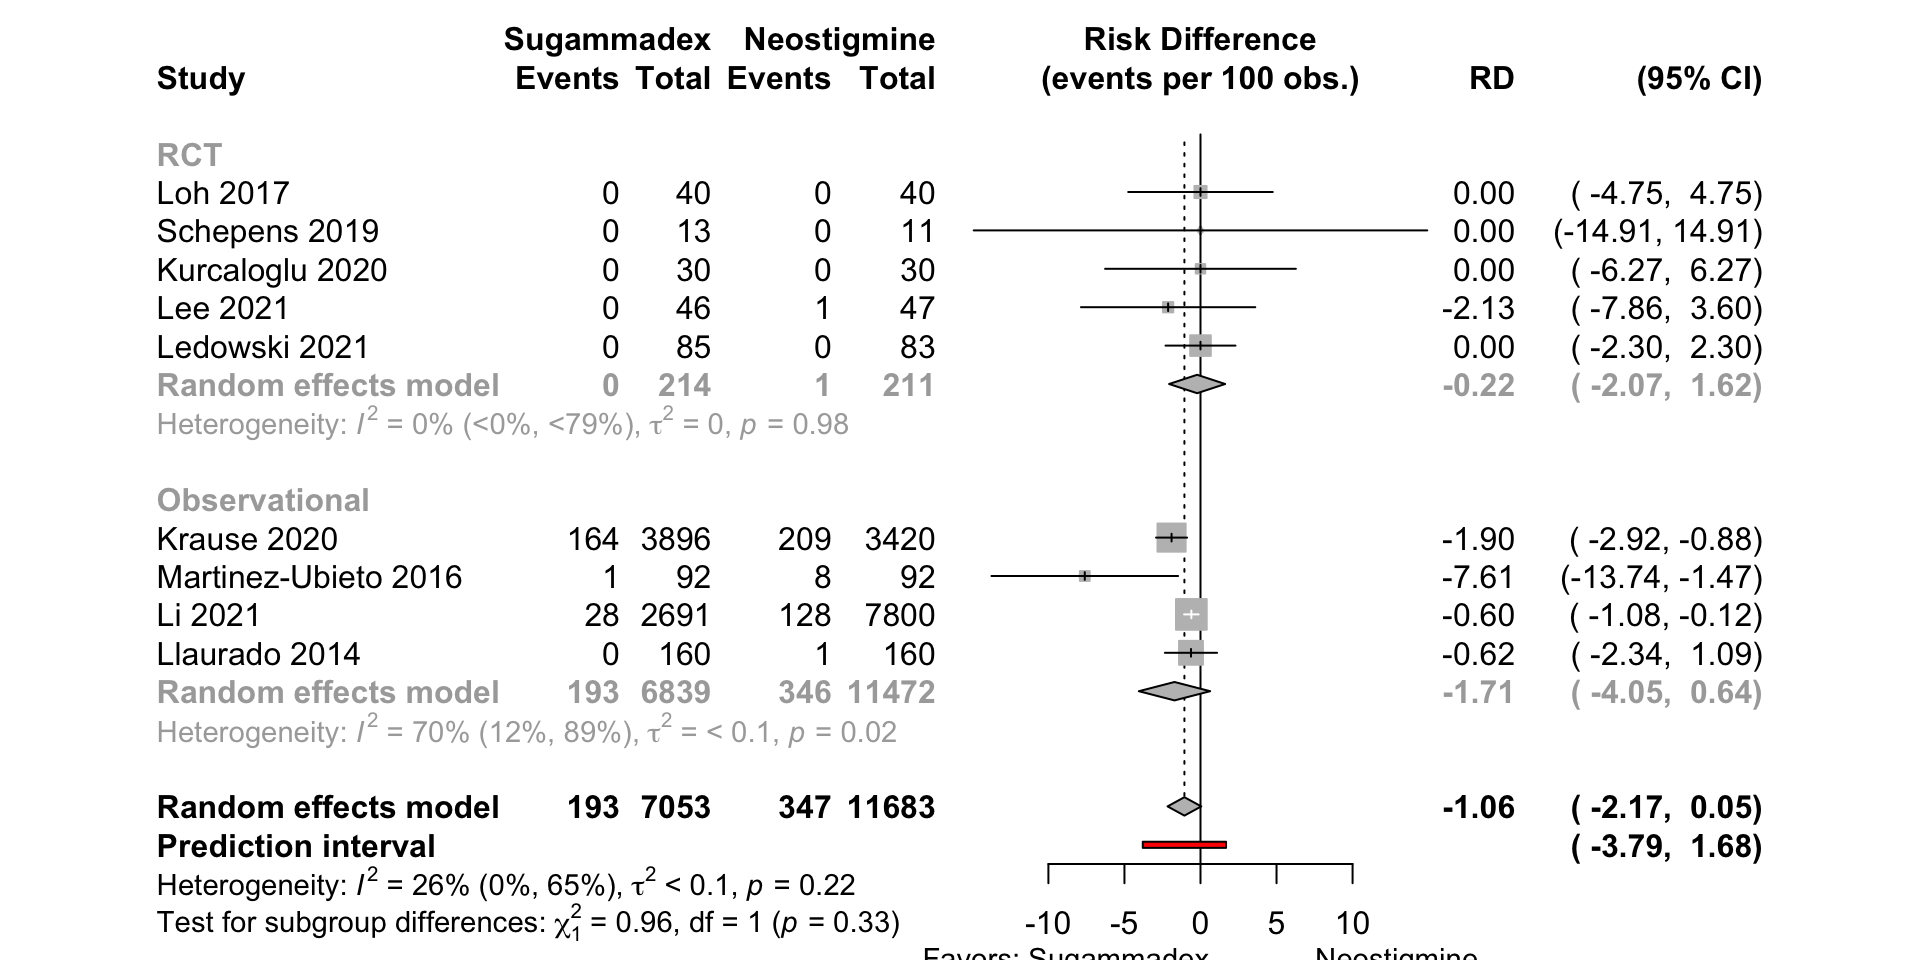 Sugammadex Neostigmine Risk Difference
Study Events Total Events Total (events per 100 obs.) RD (95% CI)
RCT
Loh 2017 0 40 0 40 0.00 ( -4.75, 4.75)
Schepens 2019 0 13 0 11 0.00 (-14.91, 14.91)
Kurcaloglu 2020 0 30 0 30 0.00 ( -6.27, 6.27)
Lee 2021 0 46 1 47 -2.13 ( -7.86, 3.60)
Ledowski 2021 0 85 0 83 0.00 ( -2.30, 2.30)
Random effects model 0 214 1 211 -0.22 ( -2.07, 1.62)
Heterogeneity: I² = 0% (<0%, <79%), τ² = 0, p = 0.98
Observational
Krause 2020 164 3896 209 3420 -1.90 ( -2.92, -0.88)
Martinez-Ubieto 2016 1 92 8 92 -7.61 (-13.74, -1.47)
Li 2021 28 2691 128 7800 -0.60 ( -1.08, -0.12)
Llaurado 2014 0 160 1 160 -0.62 ( -2.34, 1.09)
Random effects model 193 6839 346 11472 -1.71 ( -4.05, 0.64)
Heterogeneity: I² = 70% (12%, 89%), τ² = < 0.1, p = 0.02
Random effects model 193 7053 347 11683 -1.06 ( -2.17, 0.05)
Prediction interval ( -3.79, 1.68)
Heterogeneity: I² = 26% (0%, 65%), τ² < 0.1, p = 0.22
Test for subgroup differences: χ²₁ = 0.96, df = 1 (p = 0.33) -10 -5 0 5 10
Favors: Sugammadex Neostigmine